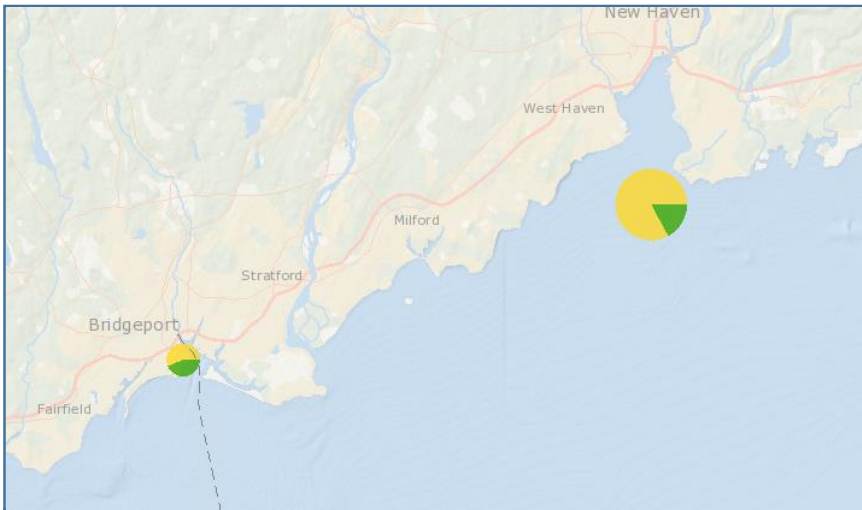 New Haven
West Haven
Milford
Stratford
Bridgeport
Fairfield